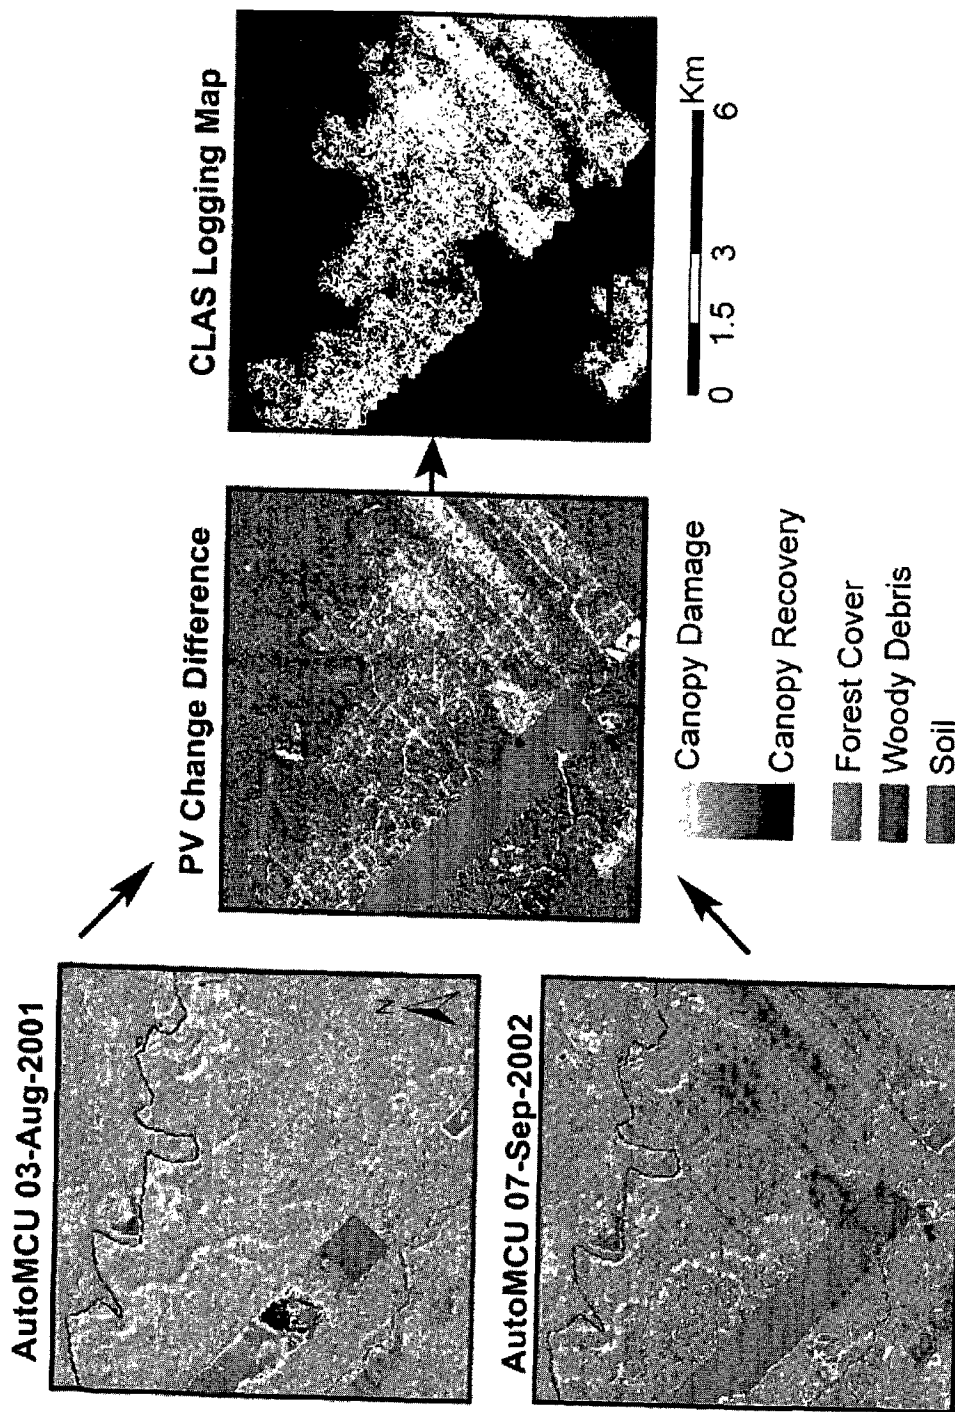 AutoMCU 03-Aug-2001
N
AutoMCU 07-Sep-2002
PV Change Difference
Canopy Damage
Canopy Recovery
Forest Cover
Woody Debris
Soil
CLAS Logging Map
0 1.5 3 6
Km